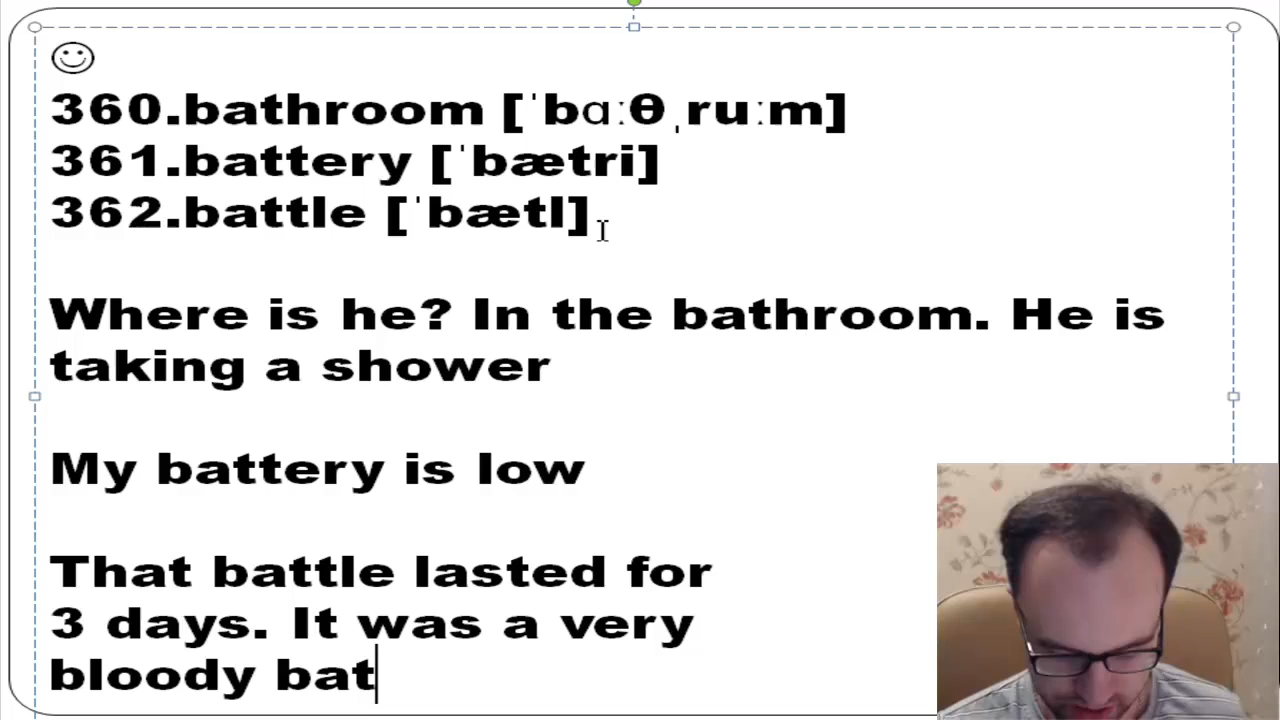 360.bathroom [ˈbɑːθˌruːm]
361.battery [ˈbætri]
362.battle [ˈbætl]
Where is he? In the bathroom. He is
taking a shower
My battery is low
That battle lasted for
3 days. It was a very
bloody bat